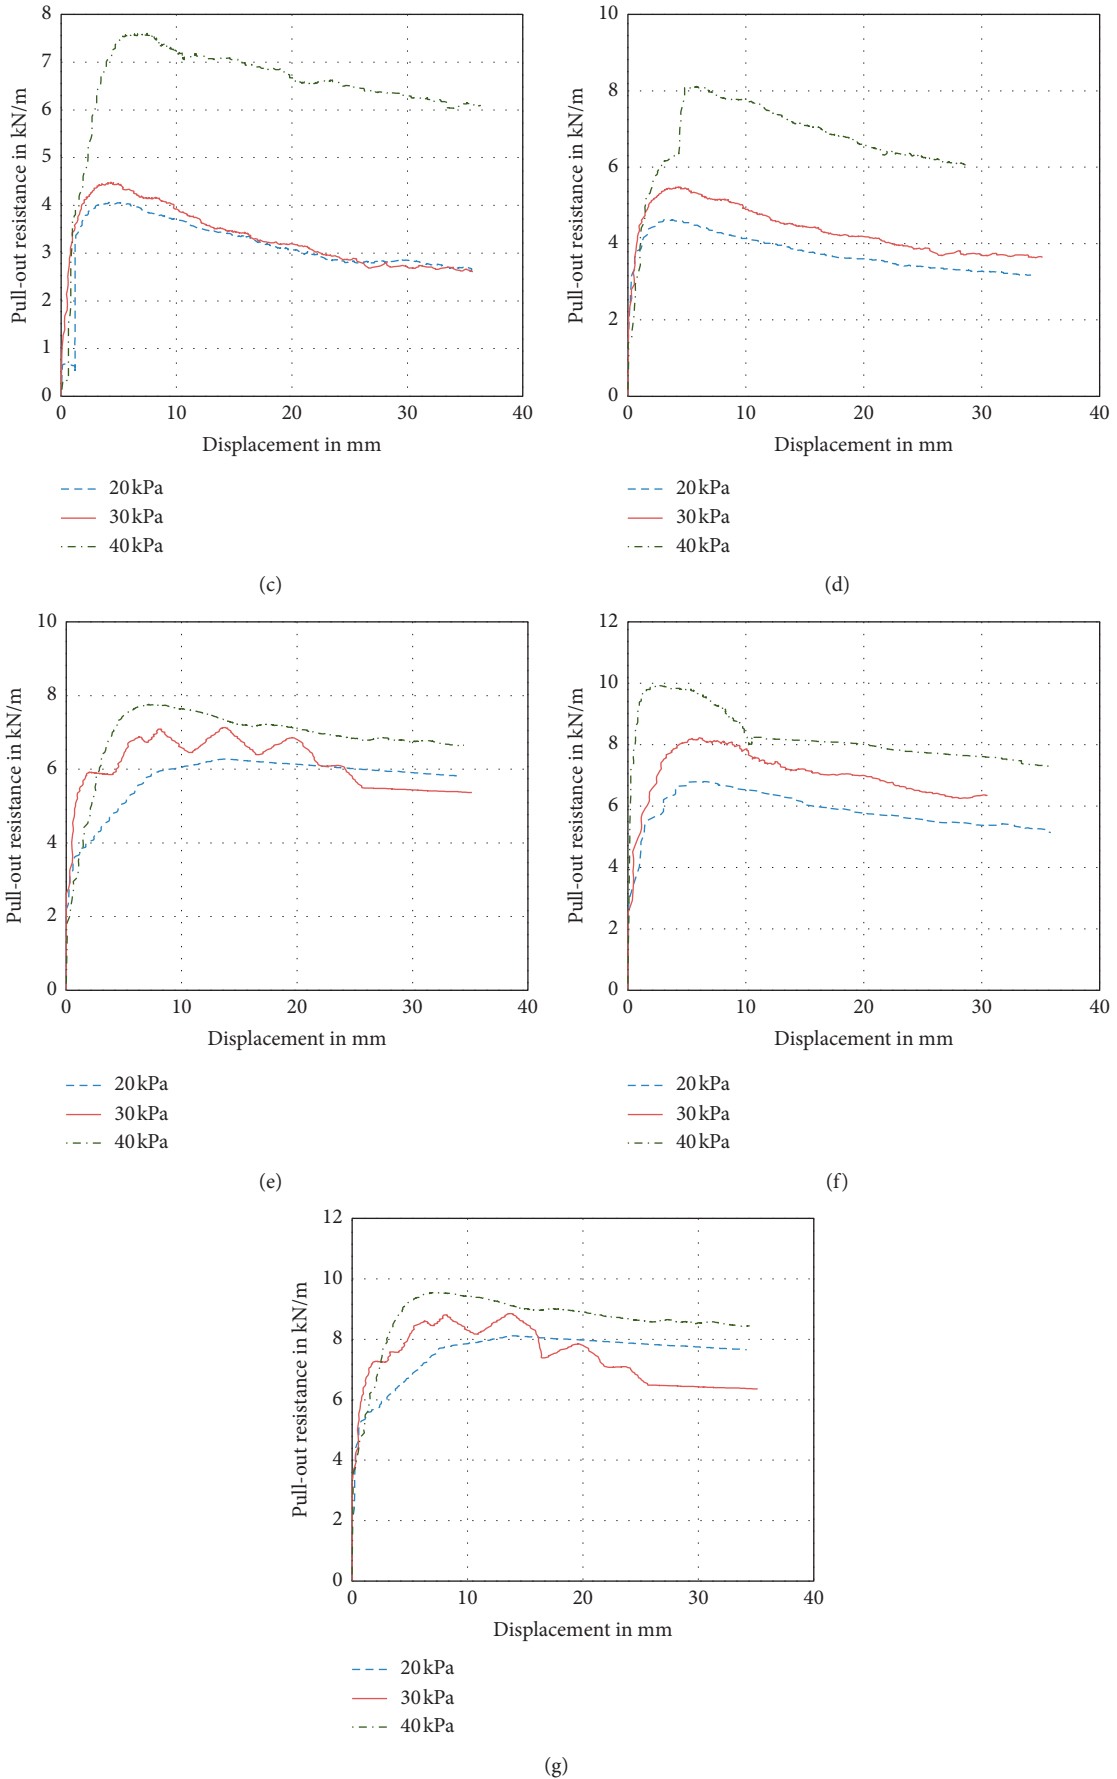 8
7
6
5
4
3
2
1
0
Pull-out resistance in kN/m
0 10 20 30 40
Displacement in mm
20 kPa
30 kPa
40 kPa
(c)
10
8
6
4
2
0
Pull-out resistance in kN/m
0 10 20 30 40
Displacement in mm
20 kPa
30 kPa
40 kPa
(d)
10
8
6
4
2
0
Pull-out resistance in kN/m
0 10 20 30 40
Displacement in mm
20 kPa
30 kPa
40 kPa
(e)
12
10
8
6
4
2
0
Pull-out resistance in kN/m
0 10 20 30 40
Displacement in mm
20 kPa
30 kPa
40 kPa
(f)
12
10
8
6
4
2
0
Pull-out resistance in kN/m
0 10 20 30 40
Displacement in mm
20 kPa
30 kPa
40 kPa
(g)